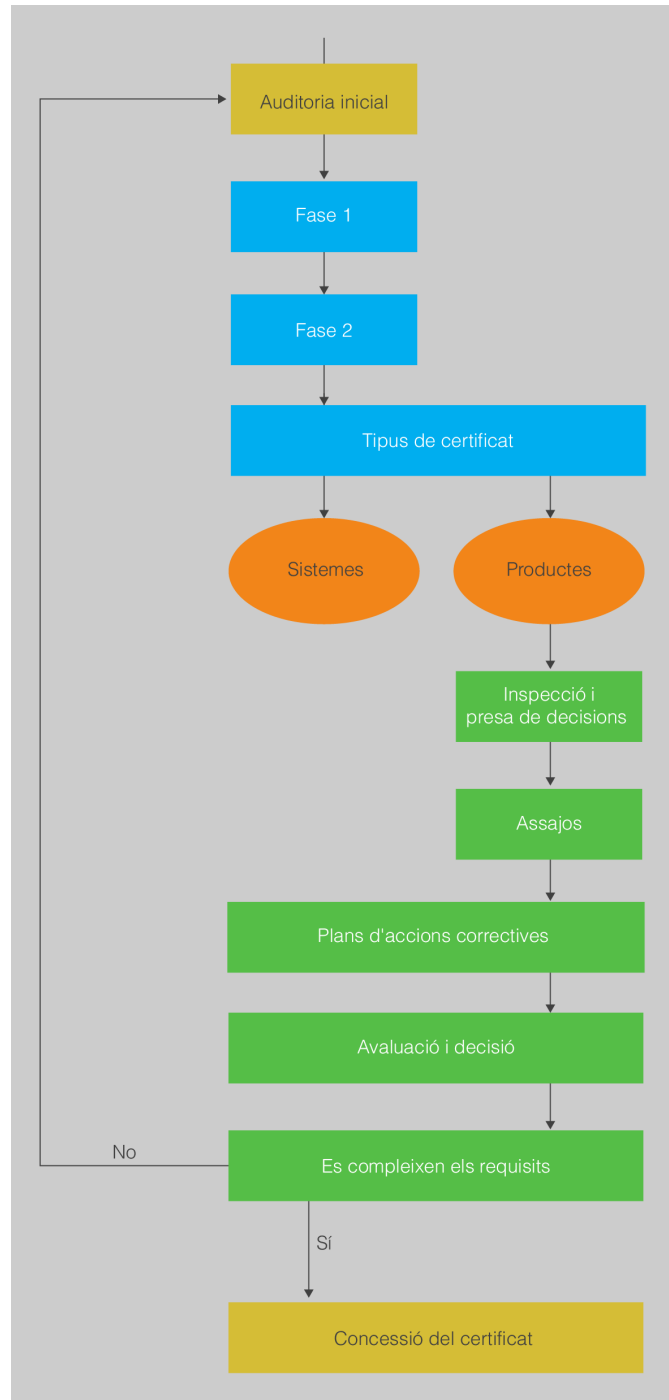 Auditoria inicial
Fase 1
Fase 2
Tipus de certificat
Sistemes
Productes
Inspecció i
presa de decisions
Assajos
Plans d'accions correctives
Avaluació i decisió
No
Es compleixen els requisits
Sí
Concessió del certificat